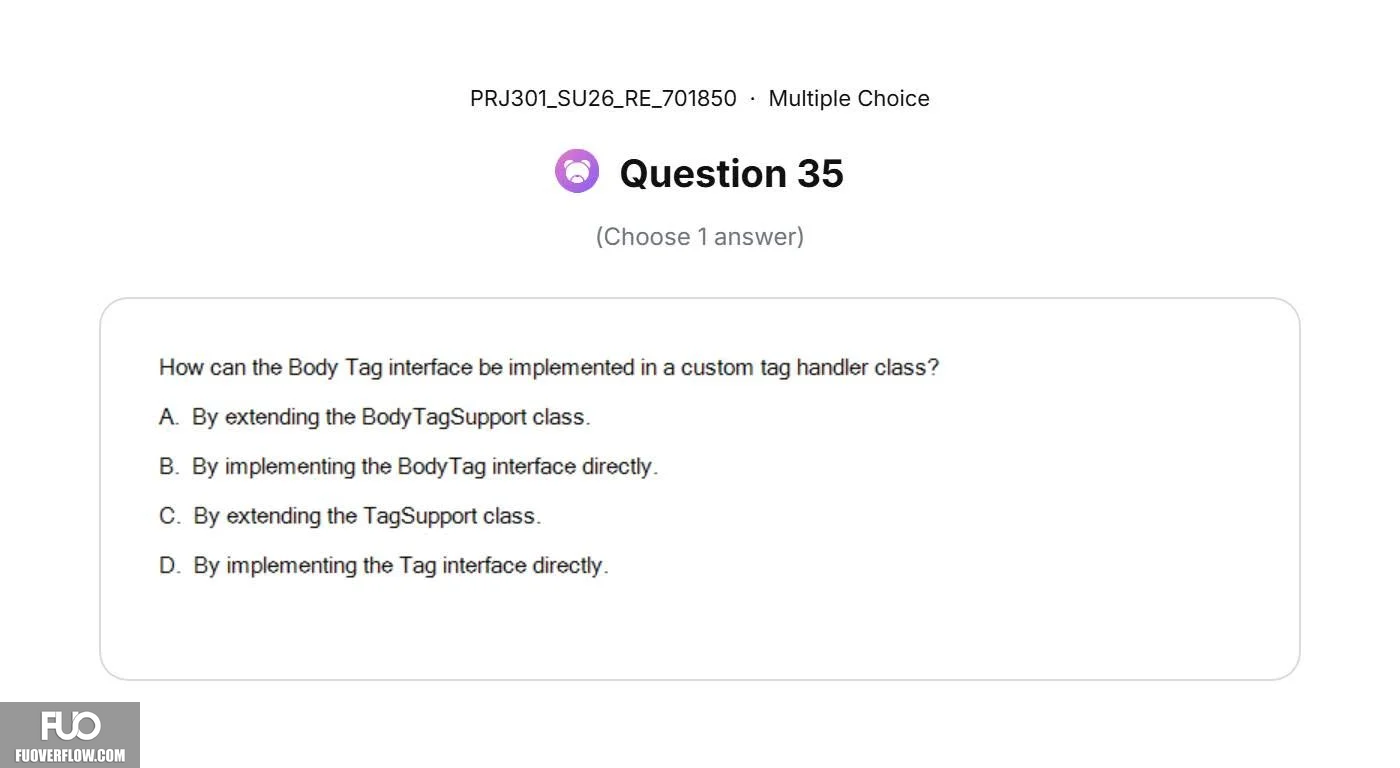 PRJ301_SU26_RE_701850 · Multiple Choice
Question 35
(Choose 1 answer)
How can the Body Tag interface be implemented in a custom tag handler class?
A. By extending the BodyTagSupport class.
B. By implementing the BodyTag interface directly.
C. By extending the TagSupport class.
D. By implementing the Tag interface directly.
FUO
FUOVERFLOW.COM